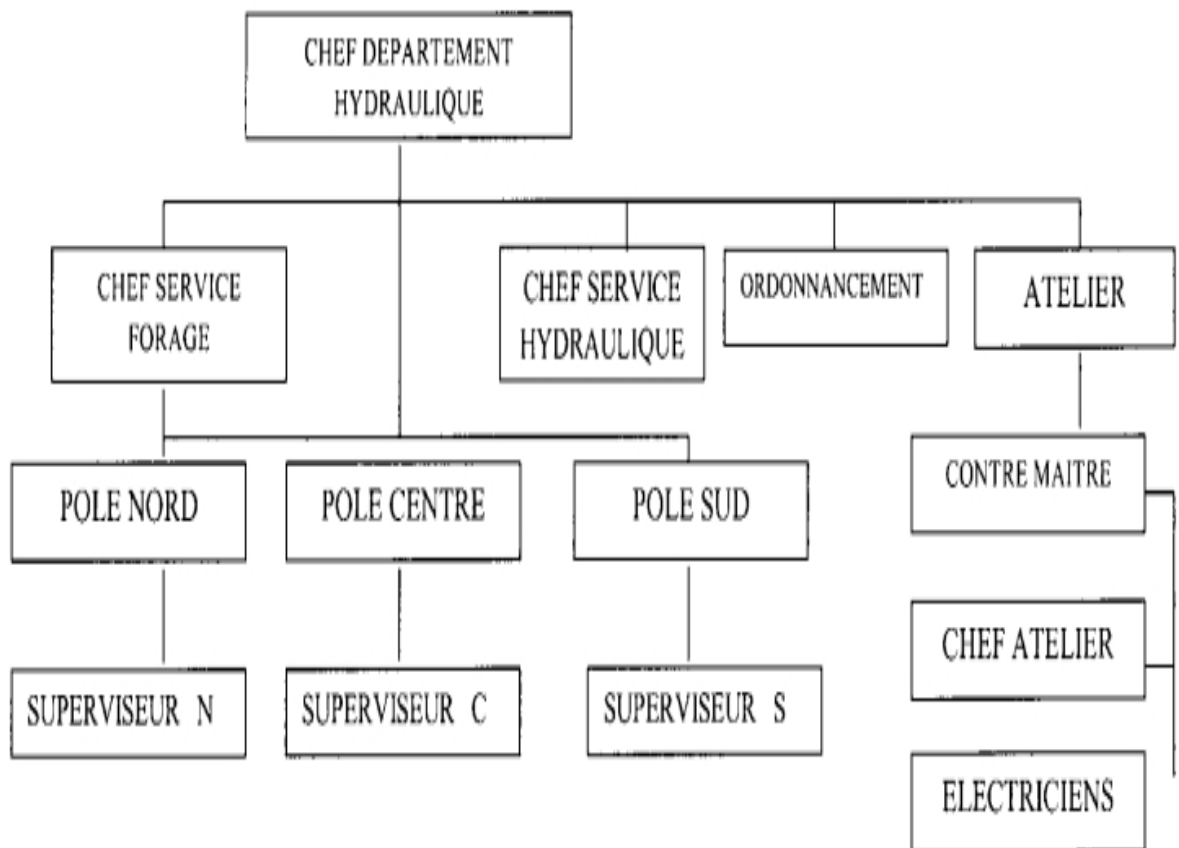 CHEF DEPARTEMENT
HYDRAULIQUE
CHEF SERVICE
FORAGE
CHEF SERVICE
HYDRAULIQUE
ORDONNANCEMENT
ATELIER
POLE NORD
POLE CENTRE
POLE SUD
CONTRE MAITRE
CHEF ATELIER
SUPERVISEUR N
SUPERVISEUR C
SUPERVISEUR S
ELECTRICIENS